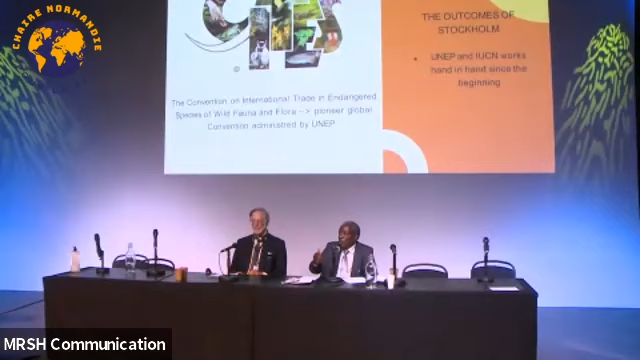 CHAIRE NORMANDIE
©
The Convention on International Trade in Endangered
Species of Wild Fauna and Flora --> pioneer global
Convention administred by UNEP
THE OUTCOMES OF
STOCKHOLM
• UNEP and IUCN works
hand in hand since the
beginning
MRSH Communication